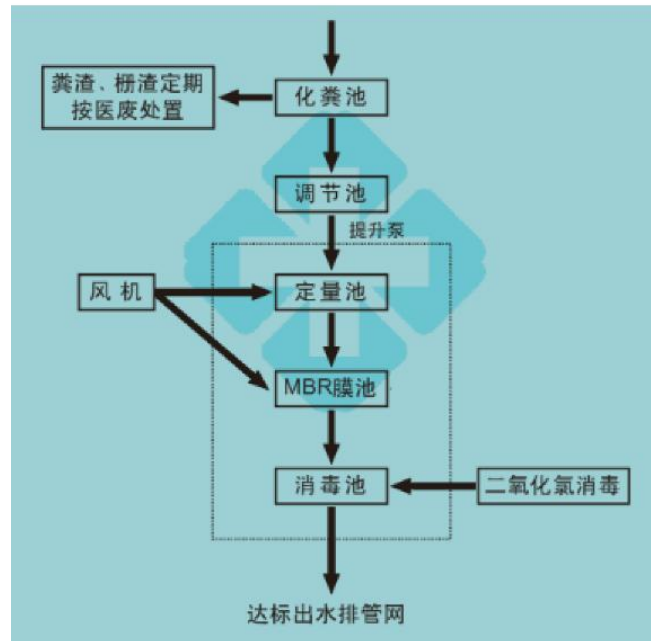 粪渣、栅渣定期
按医废处置
化粪池
调节池
提升泵
风机
定量池
MBR膜池
消毒池
二氧化氯消毒
达标出水排管网